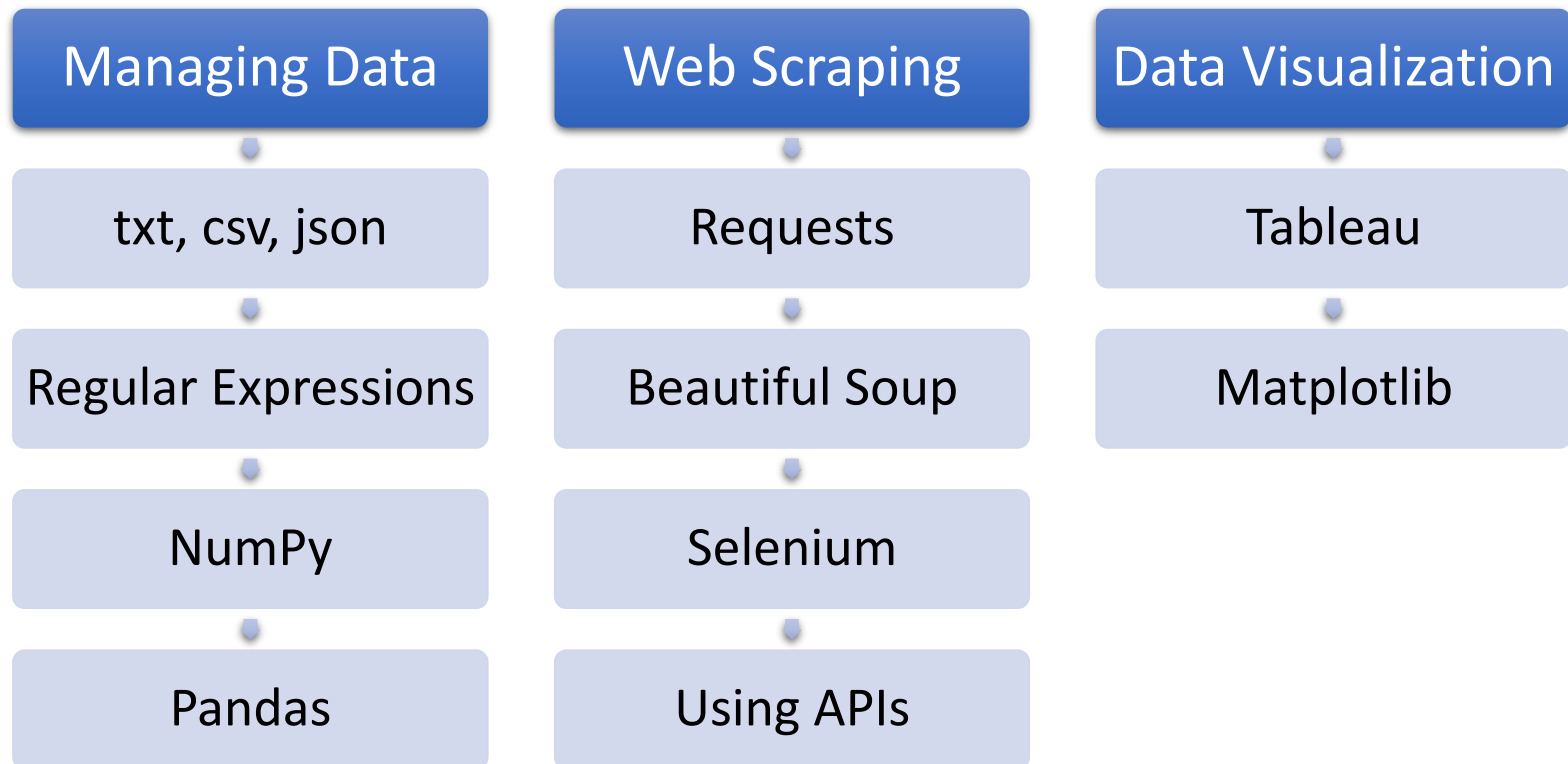 Managing Data
txt, csv, json
Regular Expressions
NumPy
Pandas
Web Scraping
Requests
Beautiful Soup
Selenium
Using APIs
Data Visualization
Tableau
Matplotlib